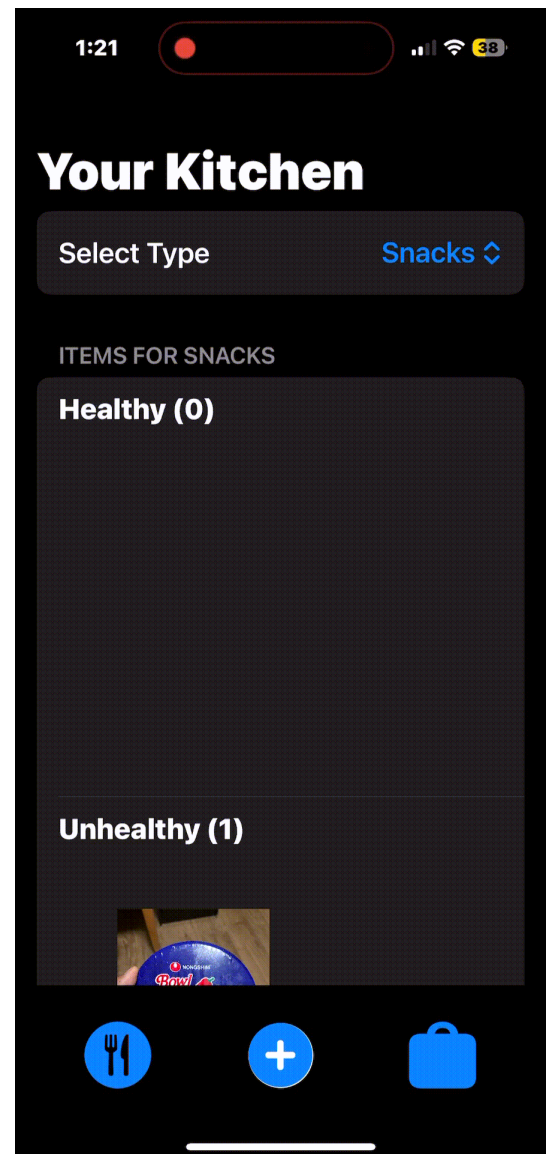 1:21
38
Your Kitchen
Select Type
Snacks
ITEMS FOR SNACKS
Healthy (0)
Unhealthy (1)
NONGSHIM
Bowl